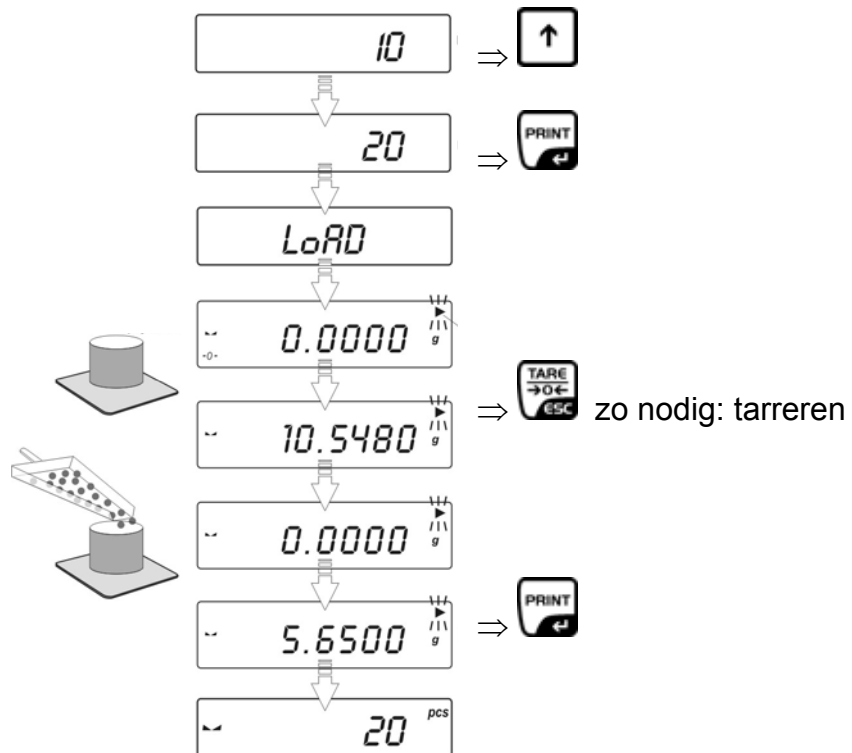 10 ⇒ ↑
20 ⇒ PRINT
LoAD
0.0000 g
-0-
10.5480 g ⇒ TARE →0← ESC zo nodig: tarreren
0.0000 g
5.6500 g ⇒ PRINT
20 pcs